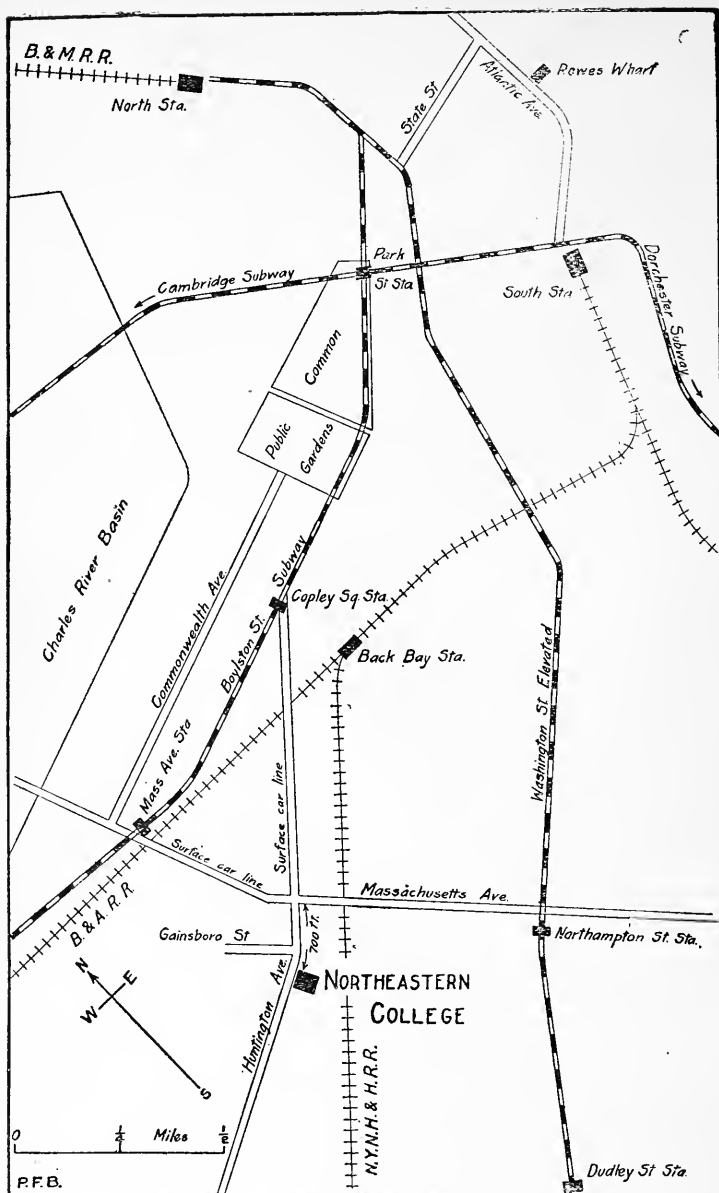 B. & M. R. R.
North Sta.
State St
Atlantic Ave.
Rowes Wharf
Park
St Sta
Cambridge Subway
South Sta
Dorchester Subway
Common
Public
Gardens
Charles River Basin
Commonwealth Ave.
Boylston St. Subway
Copley Sq. Sta.
Back Bay Sta.
Washington St. Elevated
Mass Ave. Sta
Surface car line
Surface car line
Massachusetts Ave.
B. & A. R. R.
Gainsboro St
700 ft.
Northampton St. Sta.
NORTHEASTERN
COLLEGE
Huntington Ave.
N
E
W
S
N.Y.N.H. & H.R.R.
0 Miles 1/2
Dudley St Sta.
P.F.B.